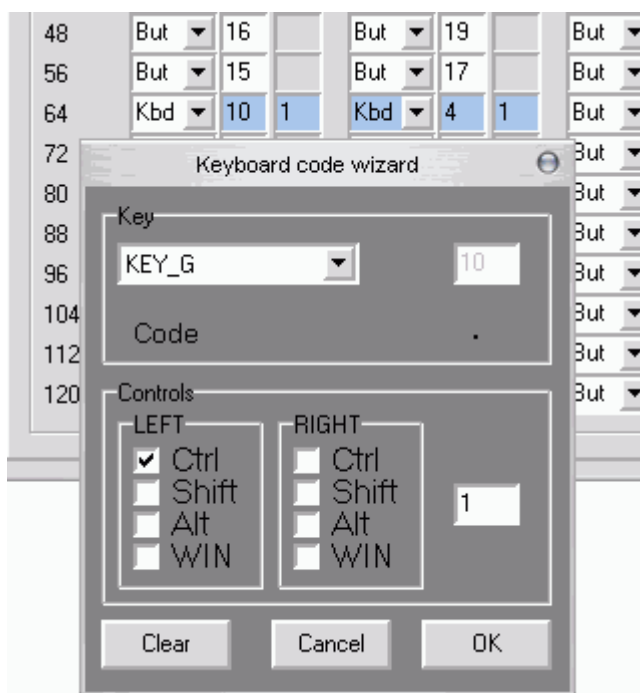 48 But 16 But 19 But
56 But 15 But 17 But
64 Kbd 10 1 Kbd 4 1 But
72 But
Keyboard code wizard
80 But
Key
88 But
KEY_G 10
96 But
104 But
Code .
112 But
120 But
Controls
LEFT RIGHT
Ctrl Ctrl
Shift Shift 1
Alt Alt
WIN WIN
Clear Cancel OK